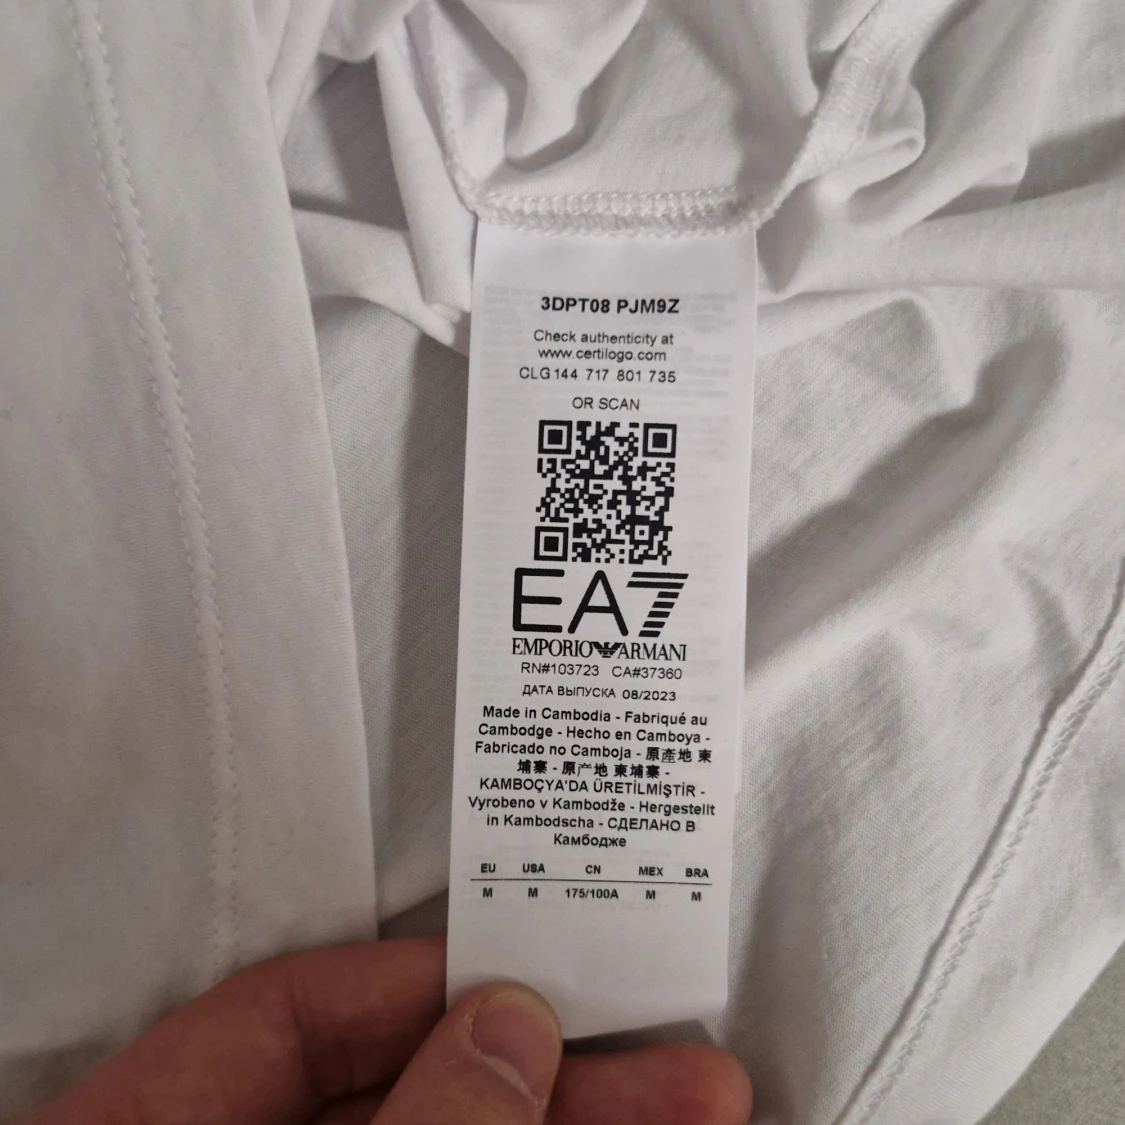 3DPT08 PJM9Z
Check authenticity at
www.certilogo.com
CLG 144 717 801 735
OR SCAN
EA7
EMPORIO ARMANI
RN#103723 CA#37360
ДАТА ВЫПУСКА 08/2023
Made in Cambodia - Fabriqué au
Cambodge - Hecho en Camboya -
Fabricado no Camboja - 原產地 柬
埔寨 - 原产地 柬埔寨 -
KAMBOÇYA'DA ÜRETİLMİŞTİR -
Vyrobeno v Kambodže - Hergestellt
in Kambodscha - СДЕЛАНО В
Камбодже
EU USA CN MEX BRA
M M 175/100A M M